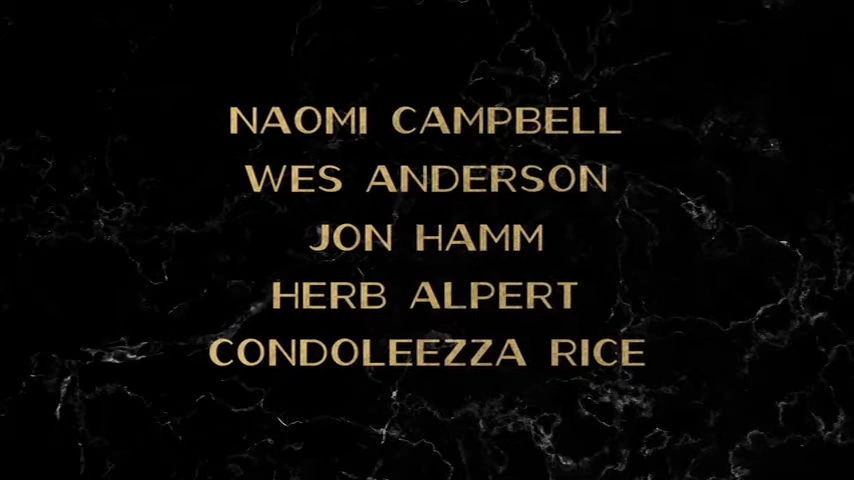 NAOMI CAMPBELL
WES ANDERSON
JON HAMM
HERB ALPERT
CONDOLEEZZA RICE